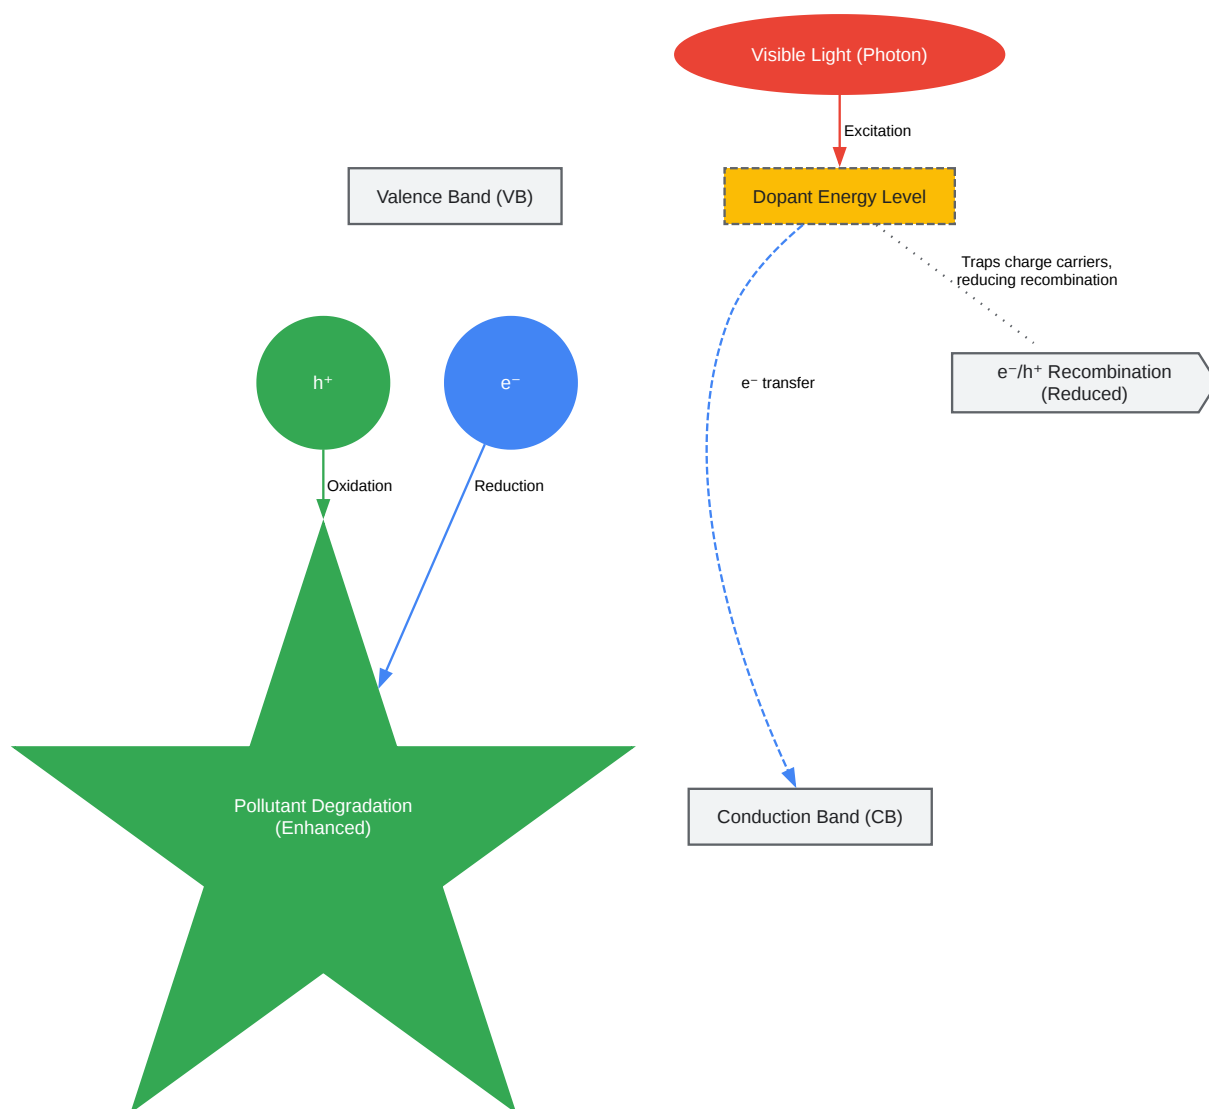 Visible Light (Photon)
Excitation
Valence Band (VB)
Dopant Energy Level
Traps charge carriers,
reducing recombination
e⁻/h⁺ Recombination
(Reduced)
h⁺
e⁻
e⁻ transfer
Oxidation
Reduction
Pollutant Degradation
(Enhanced)
Conduction Band (CB)